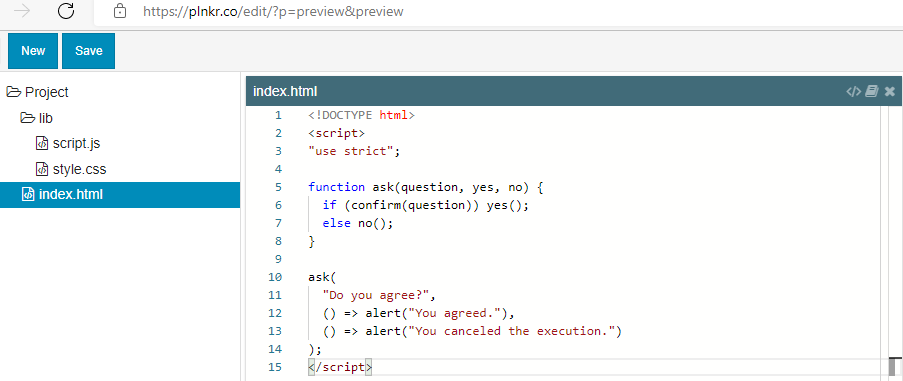 https://plnkr.co/edit/?p=preview&preview
New Save
Project
lib
script.js
style.css
index.html
index.html
1 <!DOCTYPE html>
2 <script>
3 "use strict";
4
5 function ask(question, yes, no) {
6 if (confirm(question)) yes();
7 else no();
8 }
9
10 ask(
11 "Do you agree?",
12 () => alert("You agreed."),
13 () => alert("You canceled the execution.")
14 );
15 </script>